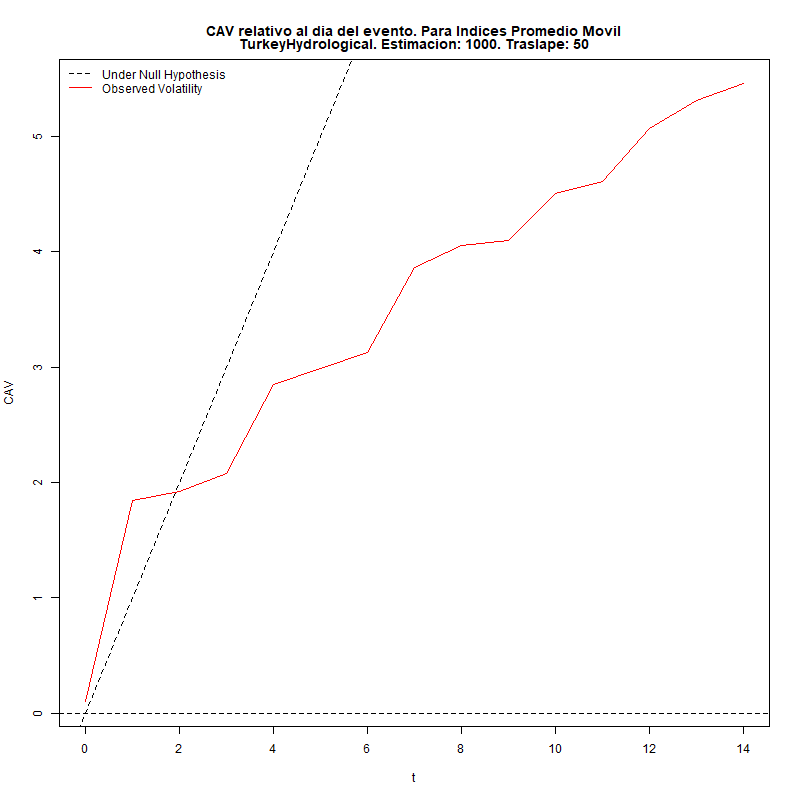 CAV relativo al dia del evento. Para Indices Promedio Movil
TurkeyHydrological. Estimacion: 1000. Traslape: 50
Under Null Hypothesis
Observed Volatility
5
4
3
2
1
0
CAV
0 2 4 6 8 10 12 14
t